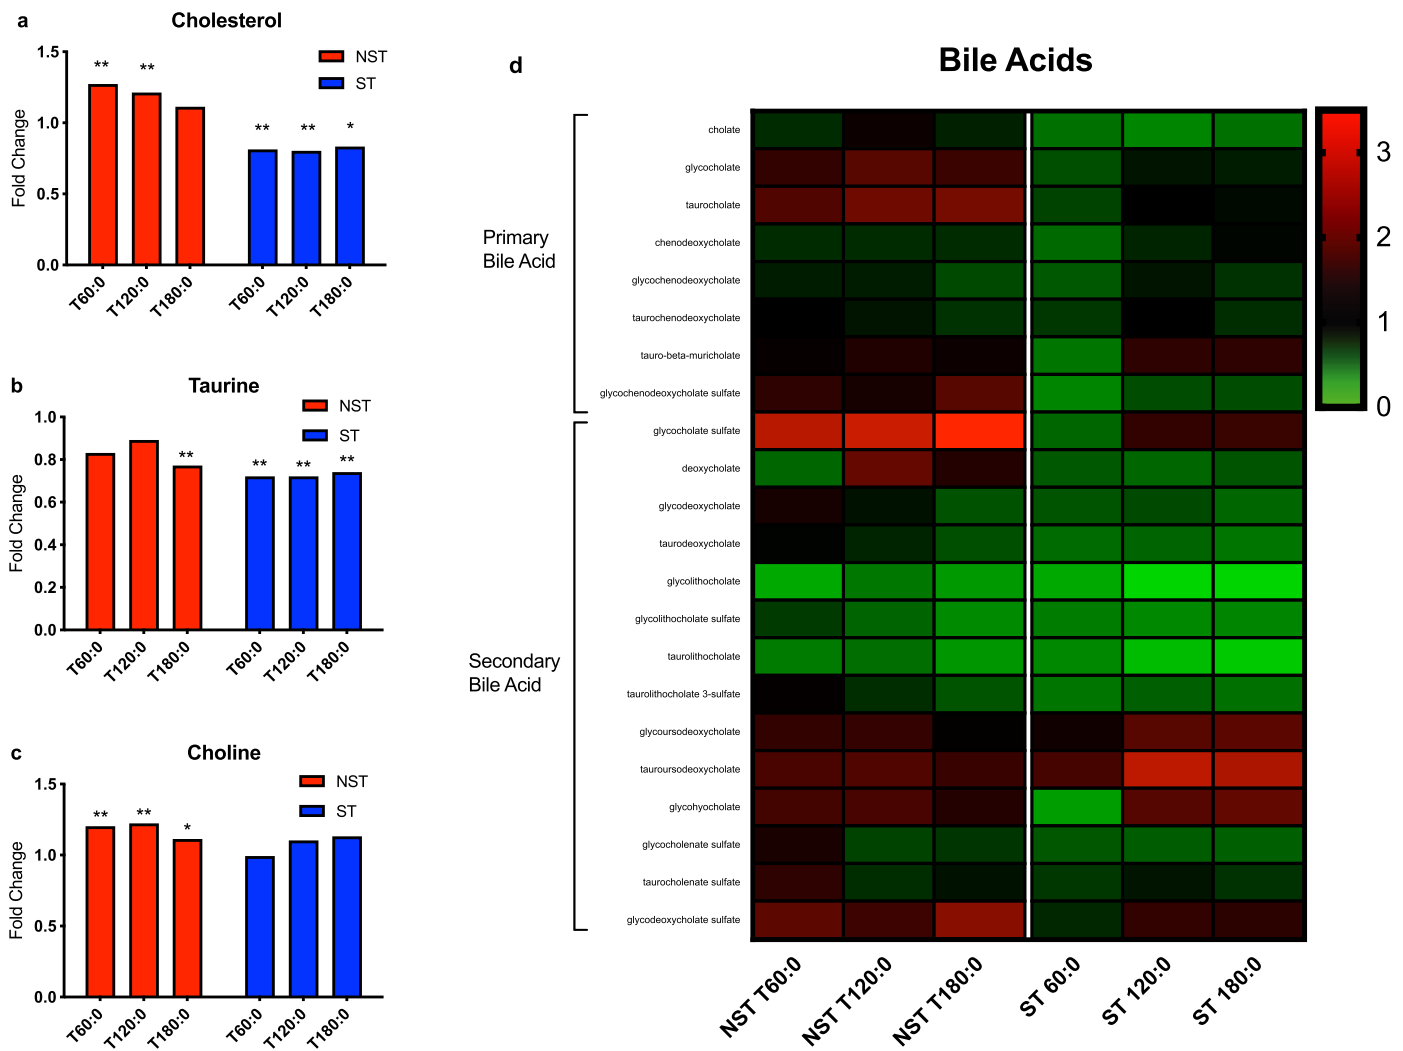 a
Cholesterol
1.5
1.0
0.5
0.0
Fold Change
** ** ** ** *
NST
ST
T60:0 T120:0 T180:0 T60:0 T120:0 T180:0
b
Taurine
1.0
0.8
0.6
0.4
0.2
0.0
Fold Change
** ** ** **
NST
ST
T60:0 T120:0 T180:0 T60:0 T120:0 T180:0
c
Choline
1.5
1.0
0.5
0.0
Fold Change
** ** *
NST
ST
T60:0 T120:0 T180:0 T60:0 T120:0 T180:0
d
Bile Acids
Primary
Bile Acid
cholate
glycocholate
taurocholate
chenodeoxycholate
glycochenodeoxycholate
taurochenodeoxycholate
tauro-beta-muricholate
glycochenodeoxycholate sulfate
Secondary
Bile Acid
glycocholate sulfate
deoxycholate
glycodeoxycholate
taurodeoxycholate
glycolithocholate
glycolithocholate sulfate
taurolithocholate
taurolithocholate 3-sulfate
glycoursodeoxycholate
tauroursodeoxycholate
glycohyocholate
glycocholenate sulfate
taurocholenate sulfate
glycodeoxycholate sulfate
NST T60:0 NST T120:0 NST T180:0 ST 60:0 ST 120:0 ST 180:0
3
2
1
0